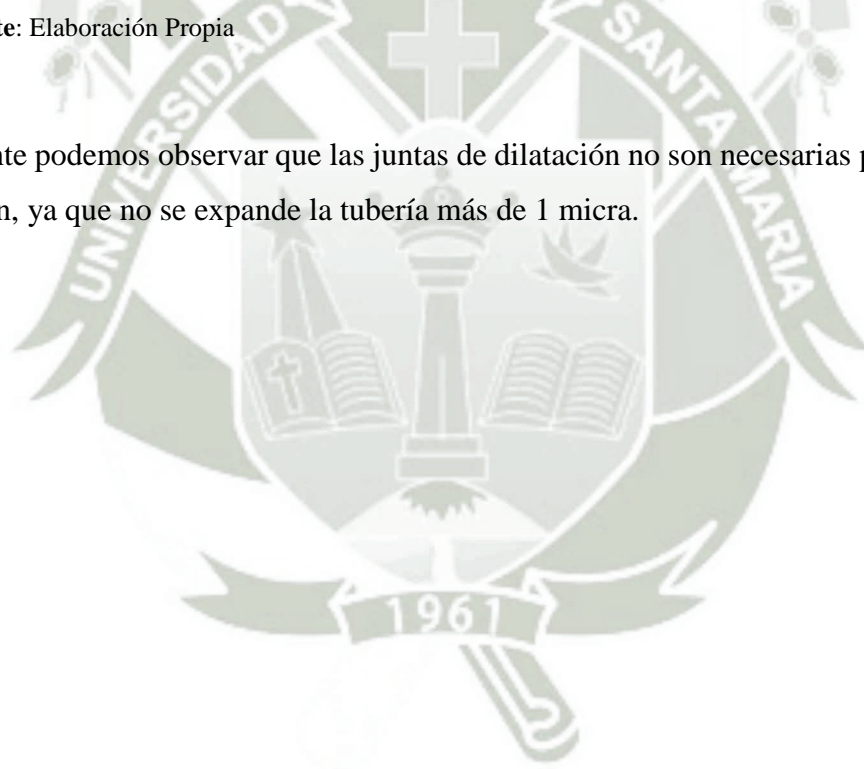 te: Elaboración Propia
nte podemos observar que las juntas de dilatación no son necesarias p
n, ya que no se expande la tubería más de 1 micra.
UNIVERSIDAD SANTA MARIA
1961